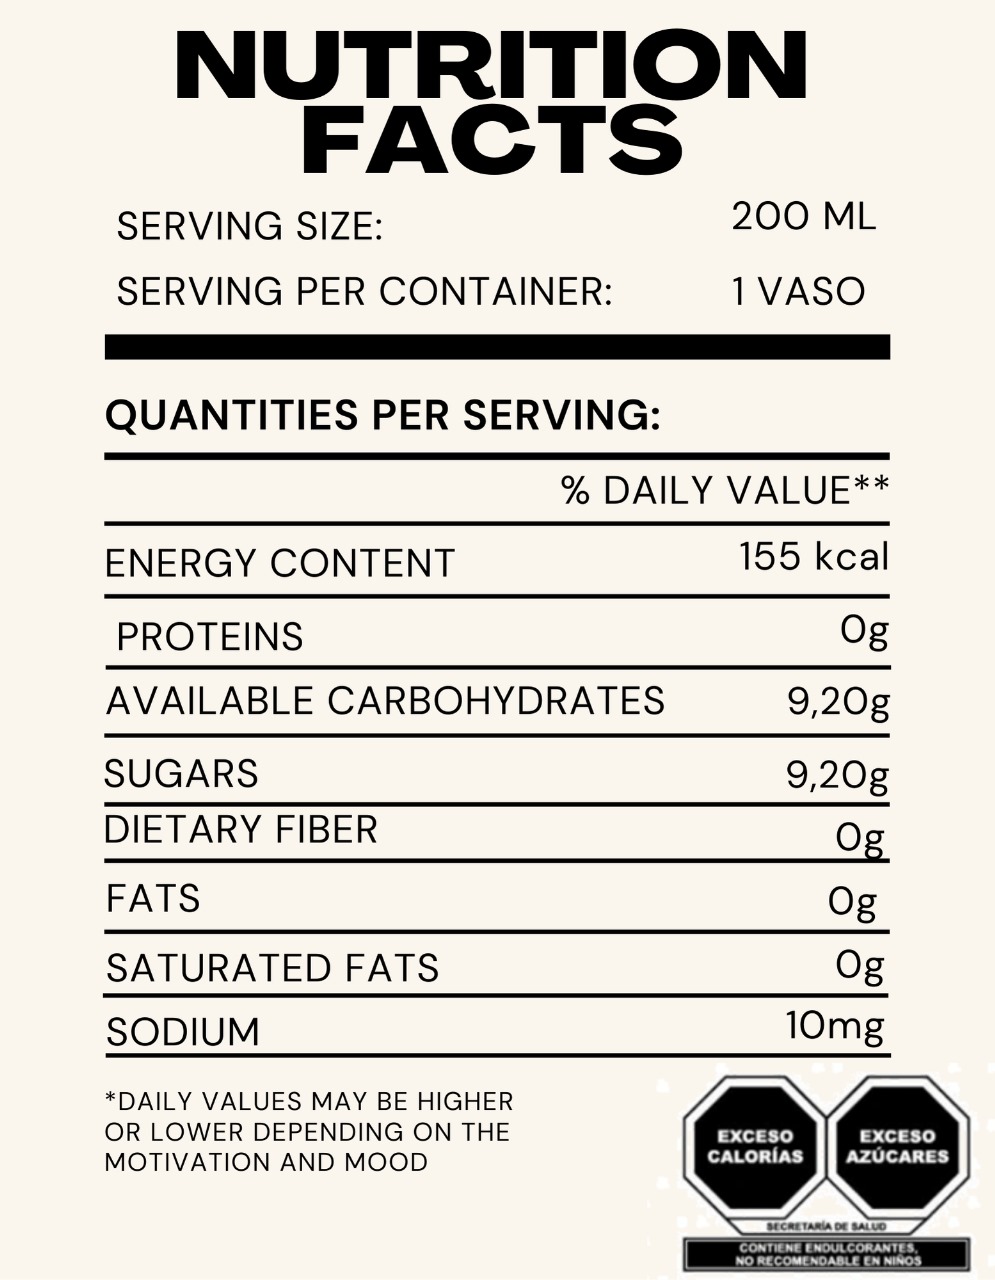 NUTRITION
FACTS
SERVING SIZE: 200 ML
SERVING PER CONTAINER: 1 VASO
QUANTITIES PER SERVING:
% DAILY VALUE**
ENERGY CONTENT 155 kcal
PROTEINS 0g
AVAILABLE CARBOHYDRATES 9,20g
SUGARS 9,20g
DIETARY FIBER 0g
FATS 0g
SATURATED FATS 0g
SODIUM 10mg
*DAILY VALUES MAY BE HIGHER
OR LOWER DEPENDING ON THE
MOTIVATION AND MOOD
EXCESO CALORÍAS
EXCESO AZÚCARES
SECRETARÍA DE SALUD
CONTIENE ENDULCORANTES,
NO RECOMENDABLE EN NIÑOS